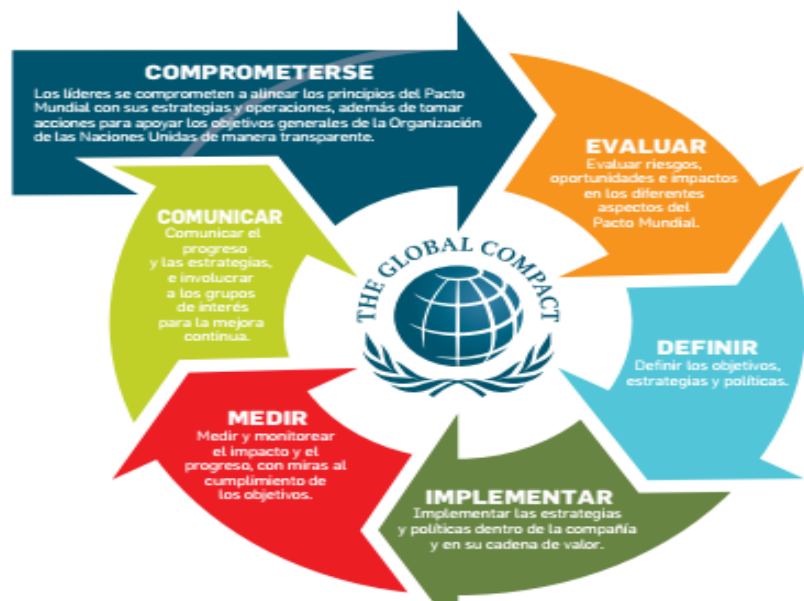 COMPROMETERSE
Los líderes se comprometen a alinear los principios del Pacto
Mundial con sus estrategias y operaciones, además de tomar
acciones para apoyar los objetivos generales de la Organización
de las Naciones Unidas de manera transparente.
EVALUAR
Evaluar riesgos,
oportunidades e impactos
en los diferentes
aspectos del
Pacto Mundial.
DEFINIR
Definir los objetivos,
estrategias y políticas.
IMPLEMENTAR
Implementar las estrategias
y políticas dentro de la compañía
y en su cadena de valor.
MEDIR
Medir y monitorear
el impacto y el
progreso, con miras al
cumplimiento de
los objetivos.
COMUNICAR
Comunicar el
progreso
y las estrategias,
e involucrar
a los grupos
de interés
para la mejora
continua.
THE GLOBAL COMPACT